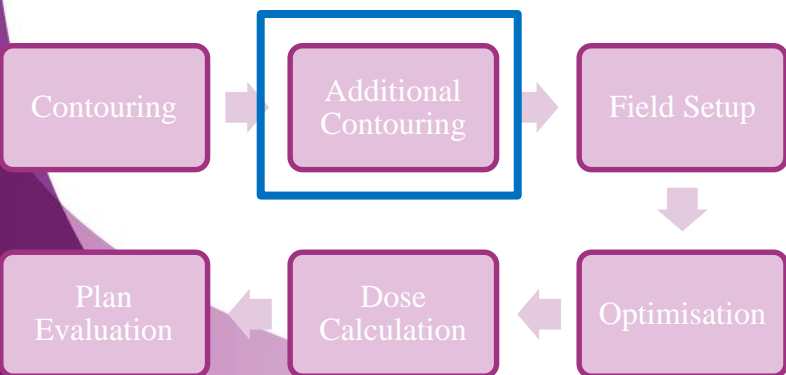 Contouring
Additional
Contouring
Field Setup
Plan
Evaluation
Dose
Calculation
Optimisation